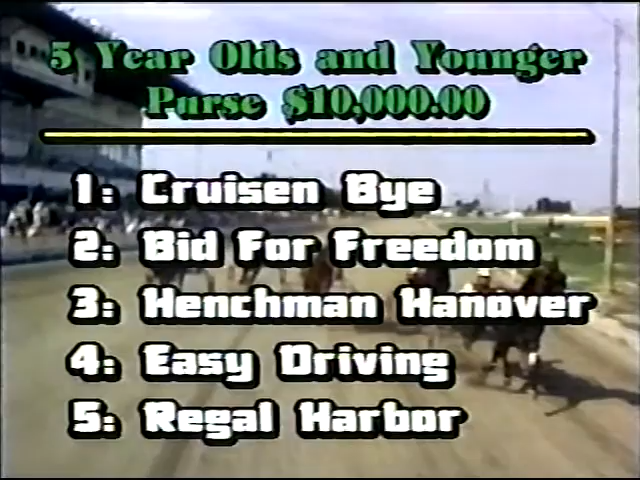 5 Year Olds and Younger
Purse $10,000.00
1: Cruisen Bye
2: Bid For Freedom
3: Henchman Hanover
4: Easy Driving
5: Regal Harbor